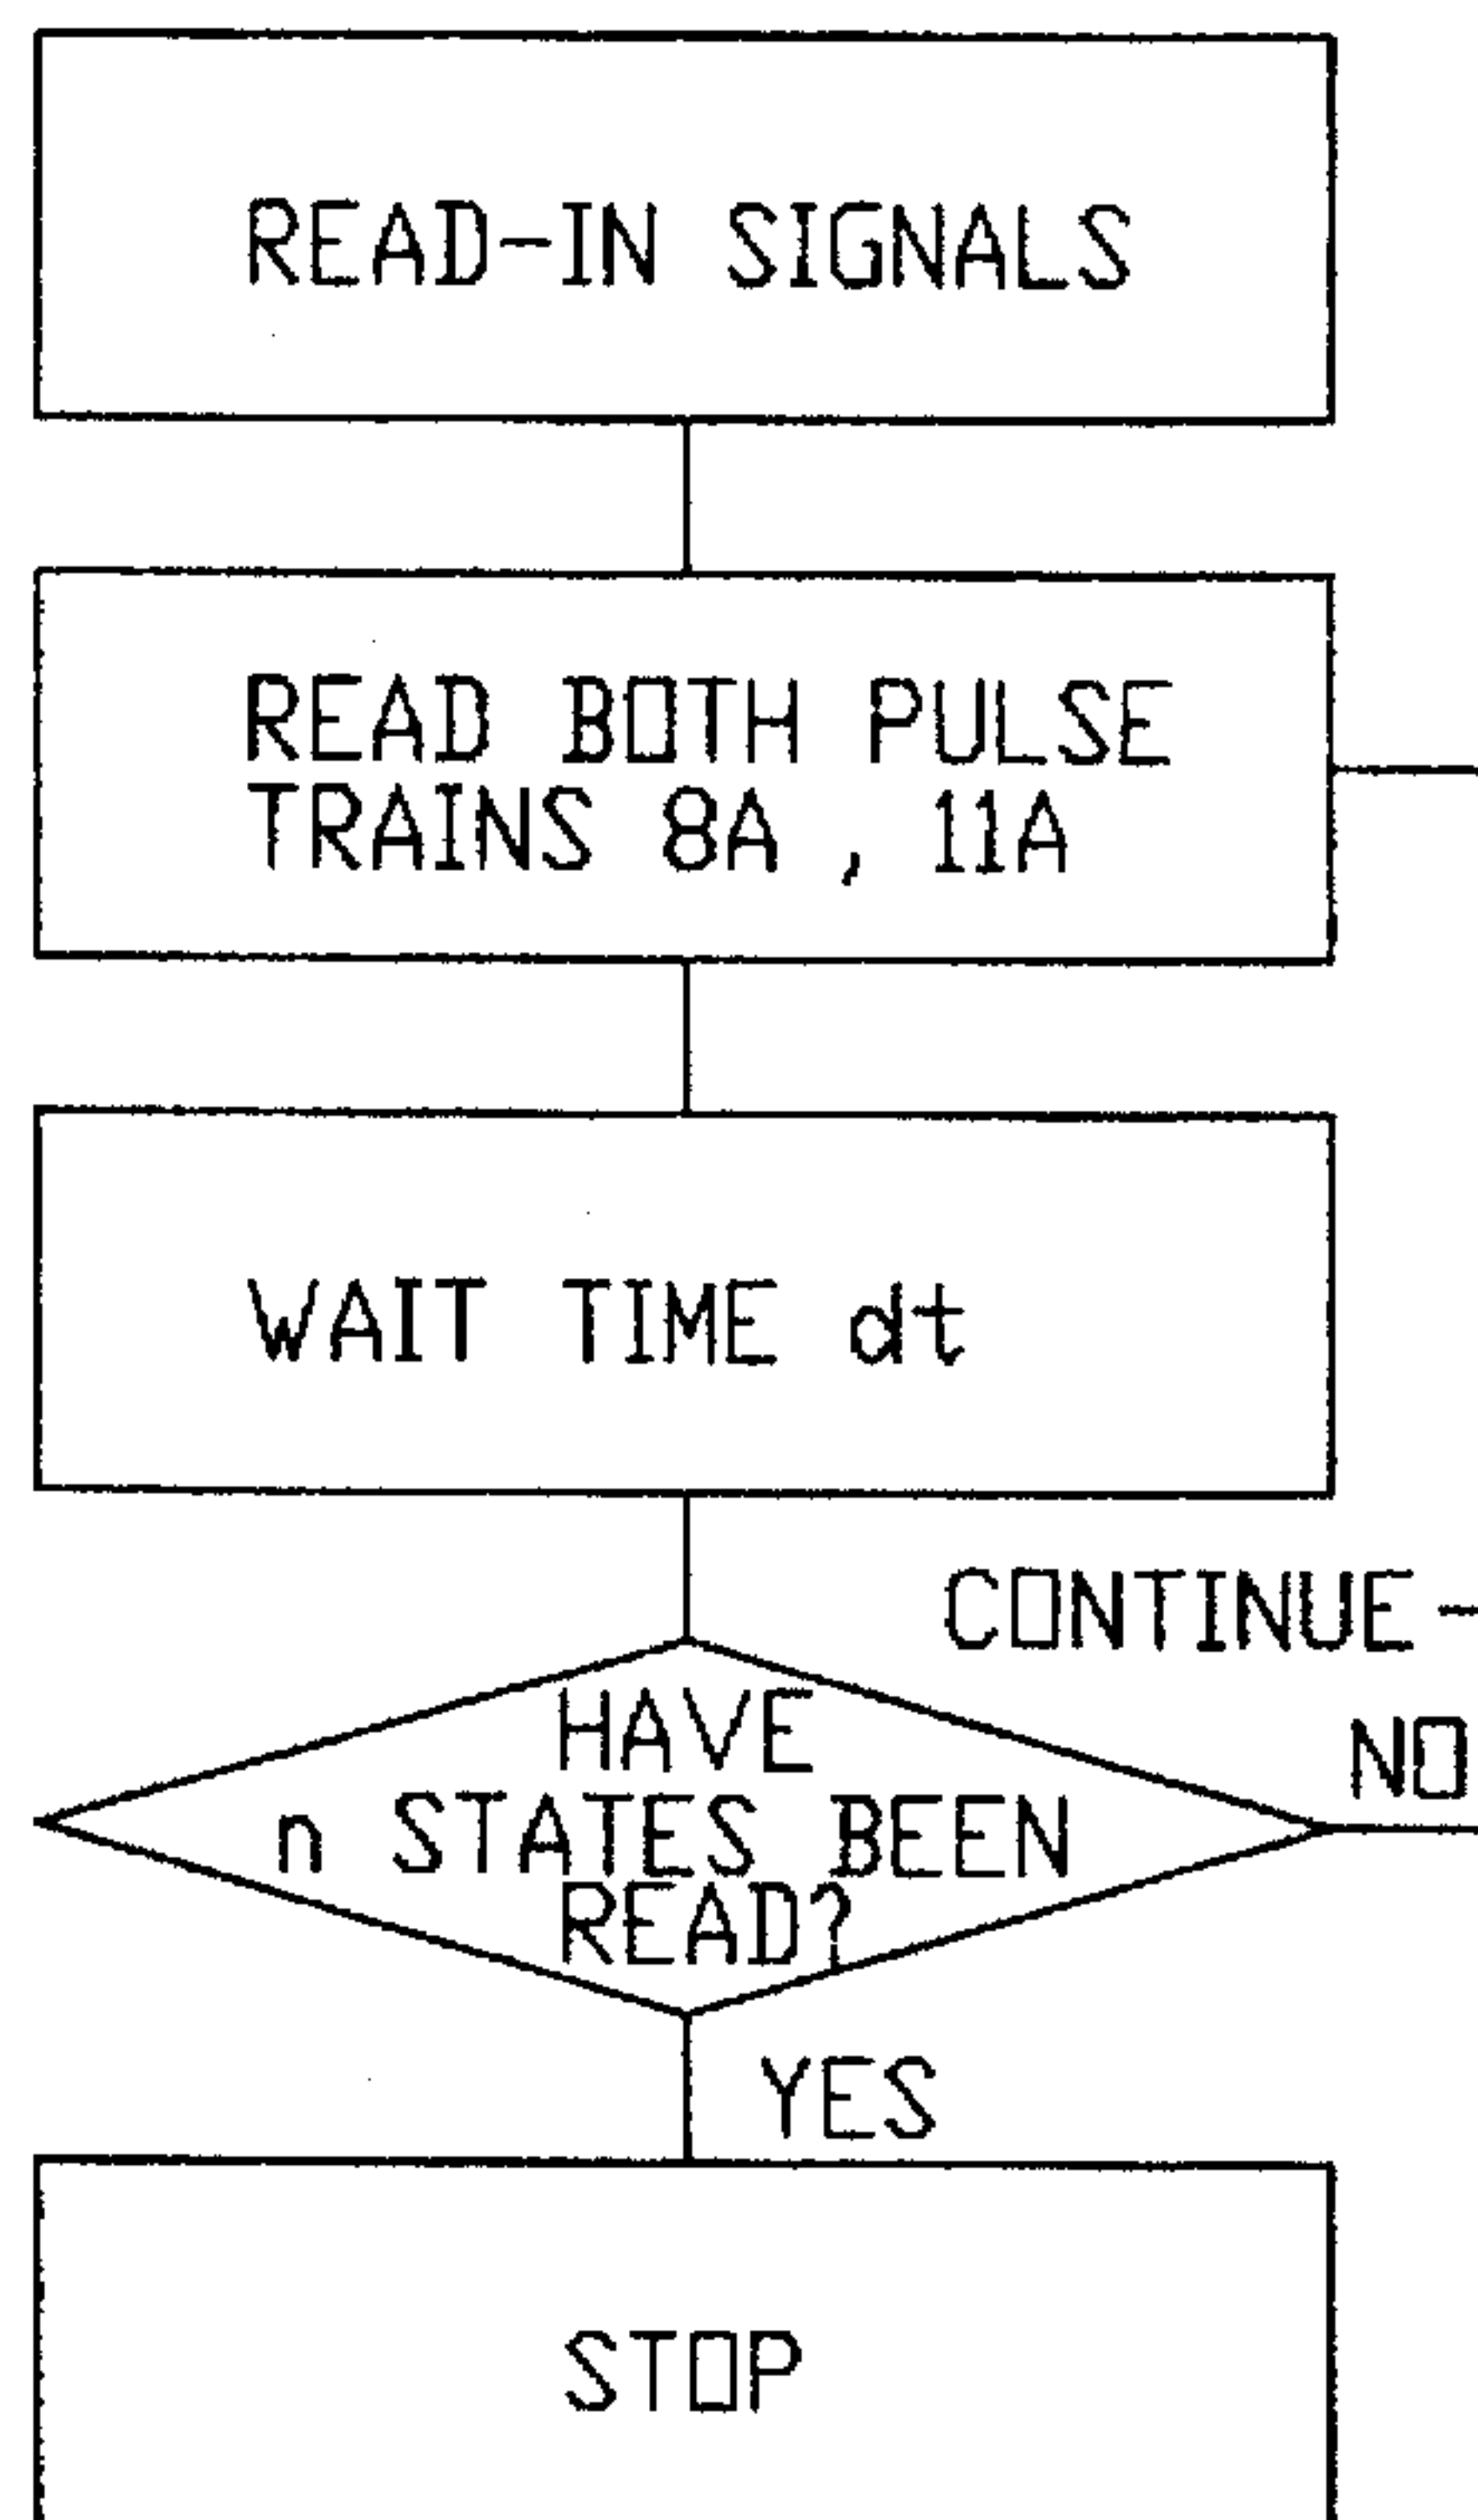 READ-IN SIGNALS
READ BOTH PULSE
TRAINS 8A , 11A
WAIT TIME dt
CONTINUE -
HAVE
NO
n STATES BEEN
READ?
YES
STOP